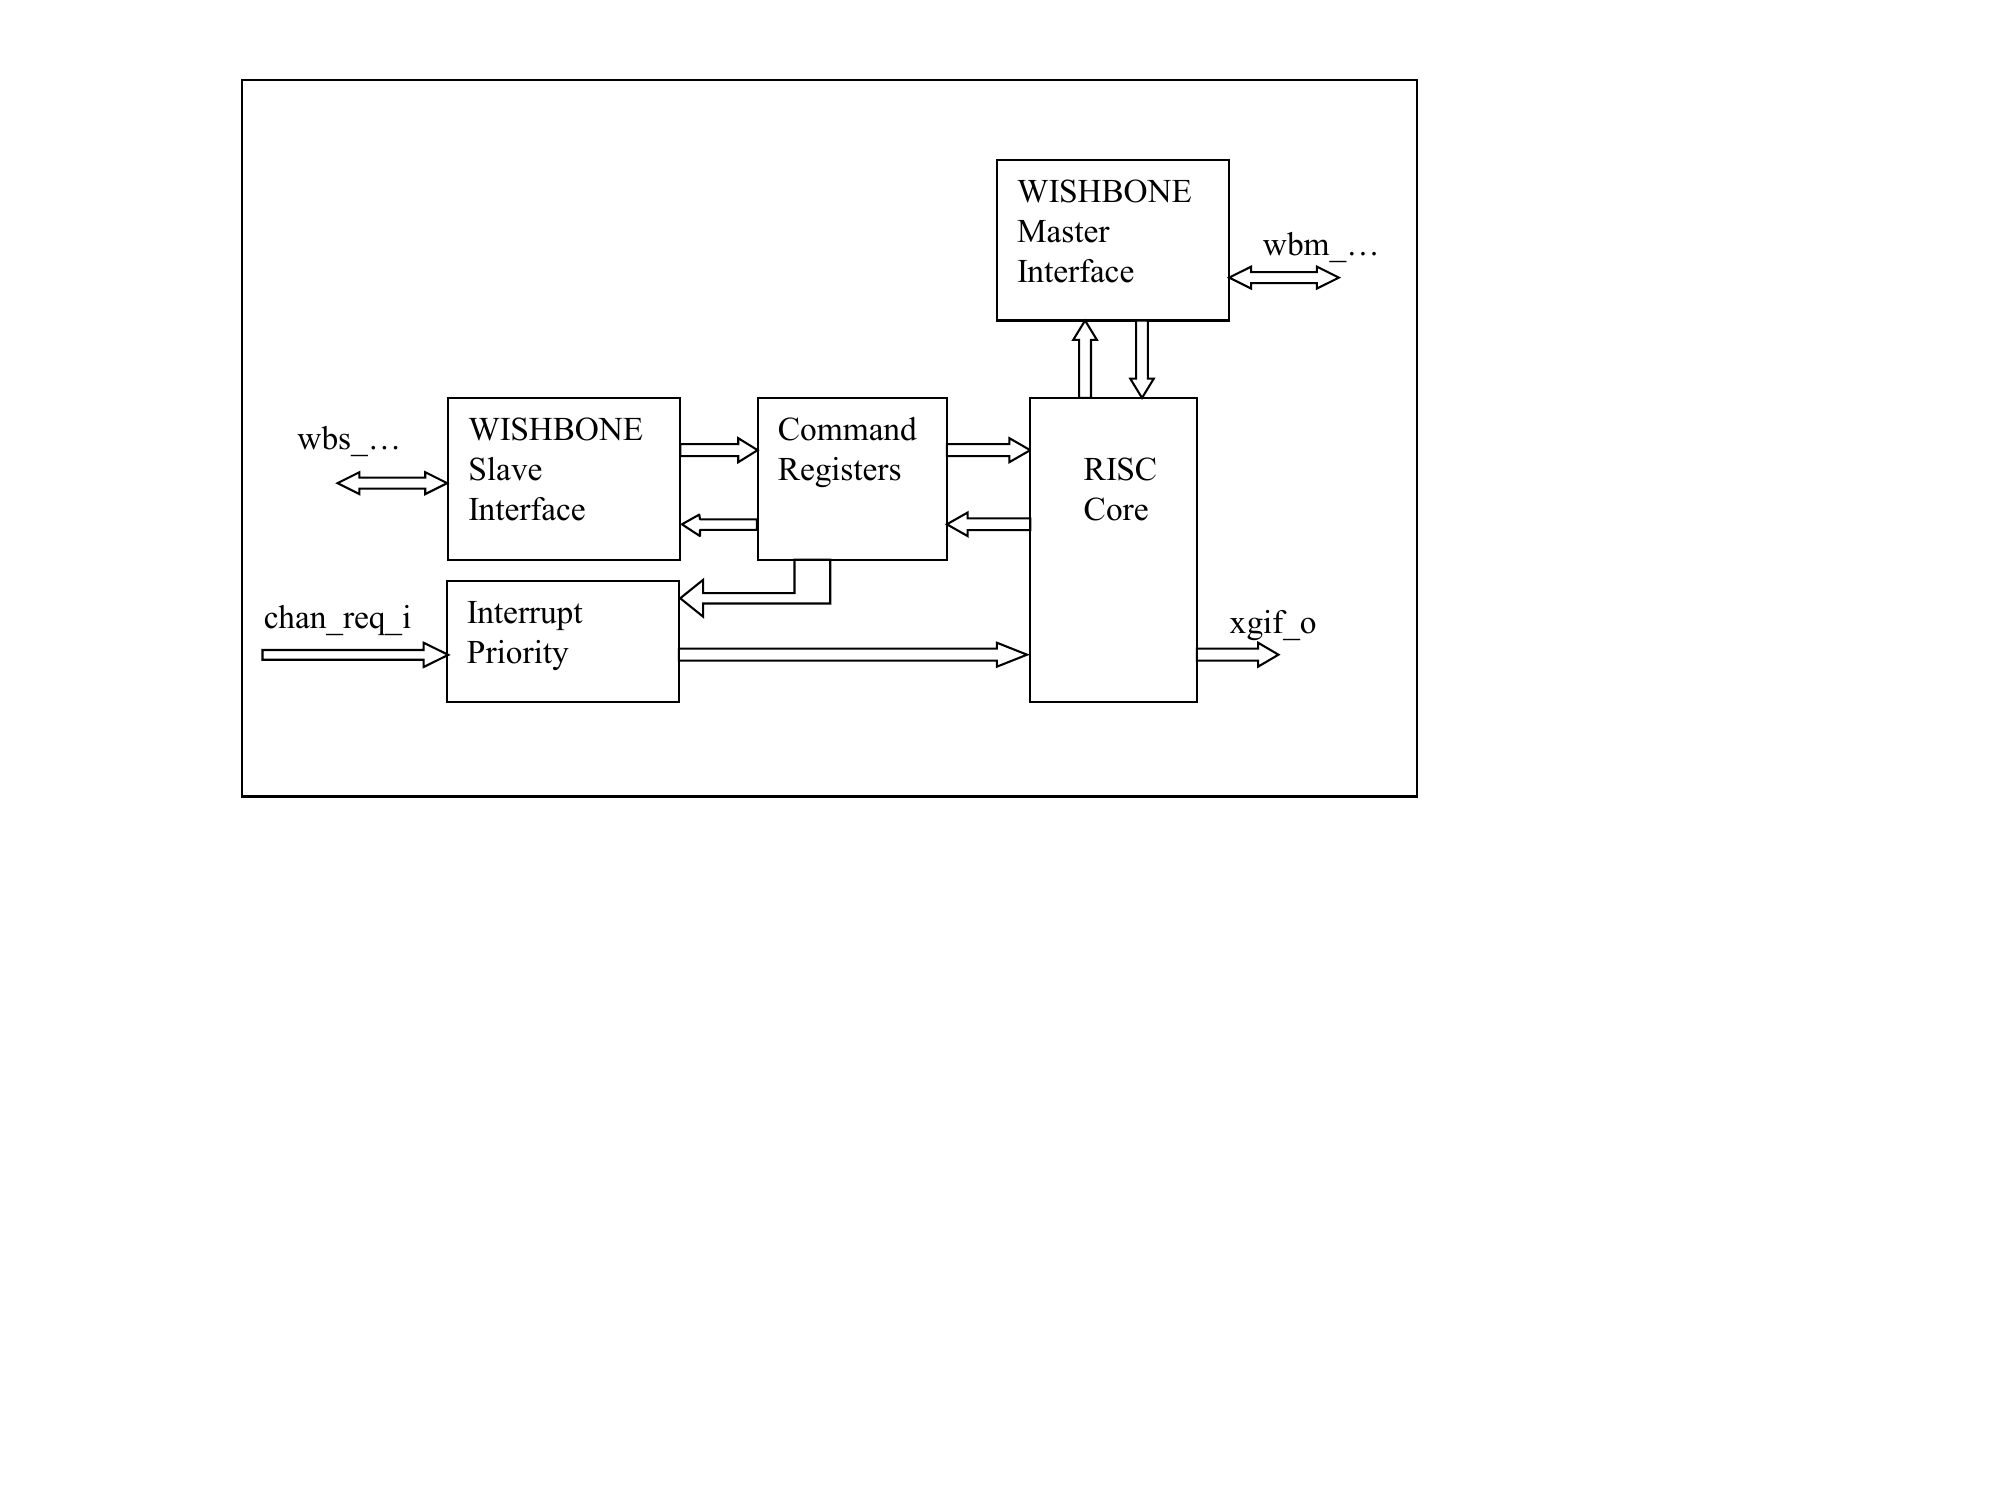 WISHBONE
Master
Interface
wbm_…
wbs_…
WISHBONE
Slave
Interface
Command
Registers
RISC
Core
chan_req_i
Interrupt
Priority
xgif_o